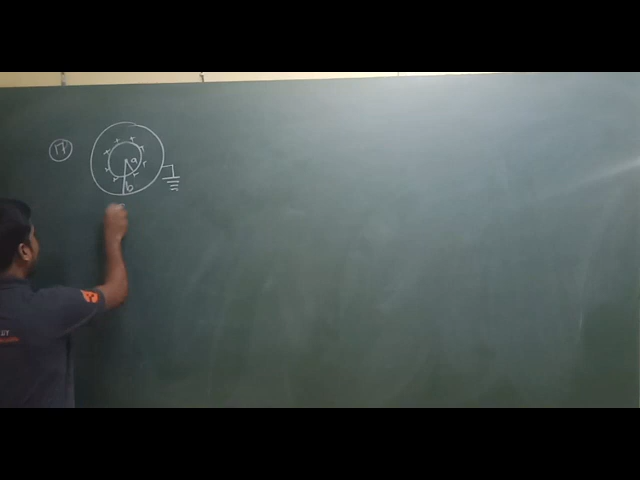 17
+ + + + + + + +
a
b